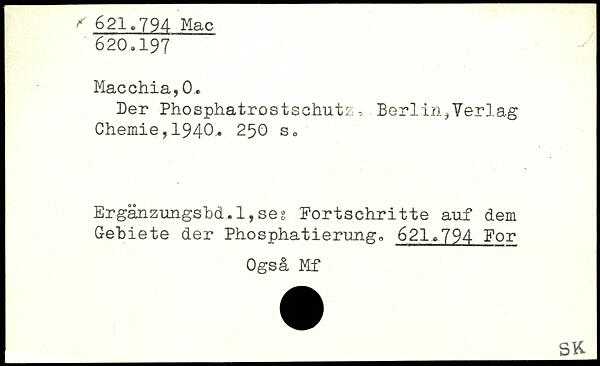 621.794 Mac
620.197
Macchia,O.
Der Phosphatrostschutz. Berlin,Verlag
Chemie,1940. 250 s.
Ergänzungsbd.1,se: Fortschritte auf dem
Gebiete der Phosphatierung. 621.794 For
Også Mf
SK